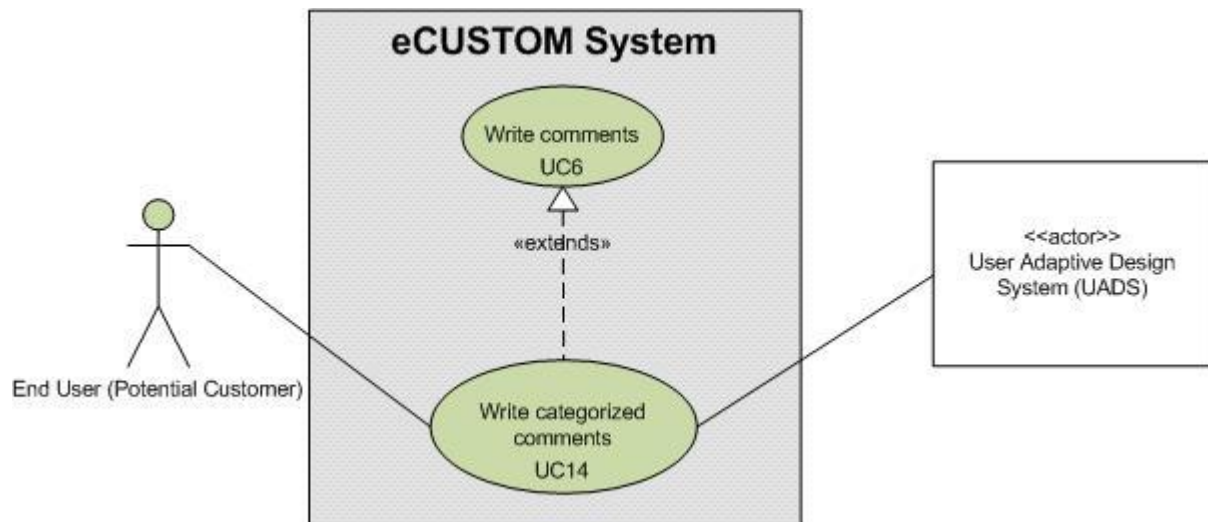 eCUSTOM System
Write comments
UC6
«extends»
<<actor>>
User Adaptive Design
System (UADS)
End User (Potential Customer)
Write categorized
comments
UC14